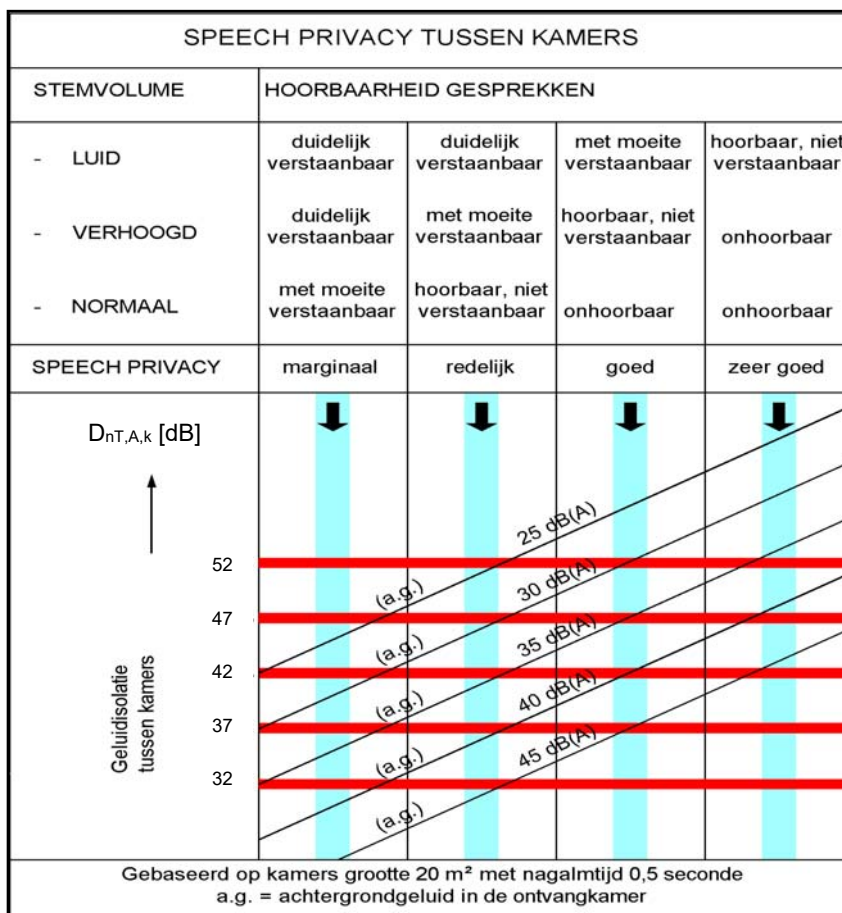 SPEECH PRIVACY TUSSEN KAMERS
STEMVOLUME HOORBAARHEID GESPREKKEN
- LUID duidelijk verstaanbaar duidelijk verstaanbaar met moeite verstaanbaar hoorbaar, niet verstaanbaar
- VERHOOGD duidelijk verstaanbaar met moeite verstaanbaar hoorbaar, niet verstaanbaar onhoorbaar
- NORMAAL met moeite verstaanbaar hoorbaar, niet verstaanbaar onhoorbaar onhoorbaar
SPEECH PRIVACY marginaal redelijk goed zeer goed
DnT,A,k [dB]
52
47
42
37
32
Geluidisolatie
tussen kamers
(a.g.) 25 dB(A)
(a.g.) 30 dB(A)
(a.g.) 35 dB(A)
(a.g.) 40 dB(A)
(a.g.) 45 dB(A)
Gebaseerd op kamers grootte 20 m² met nagalmtijd 0,5 seconde
a.g. = achtergrondgeluid in de ontvangkamer